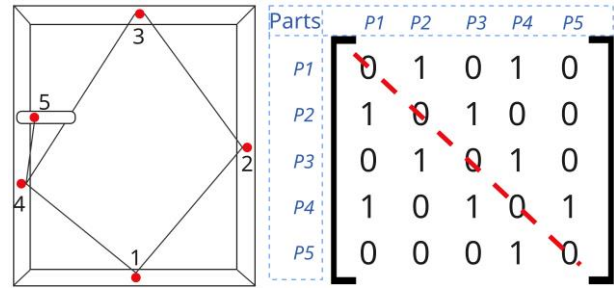 3
5
2
4
1
Parts P1 P2 P3 P4 P5
P1 0 1 0 1 0
P2 1 0 1 0 0
P3 0 1 0 1 0
P4 1 0 1 0 1
P5 0 0 0 1 0